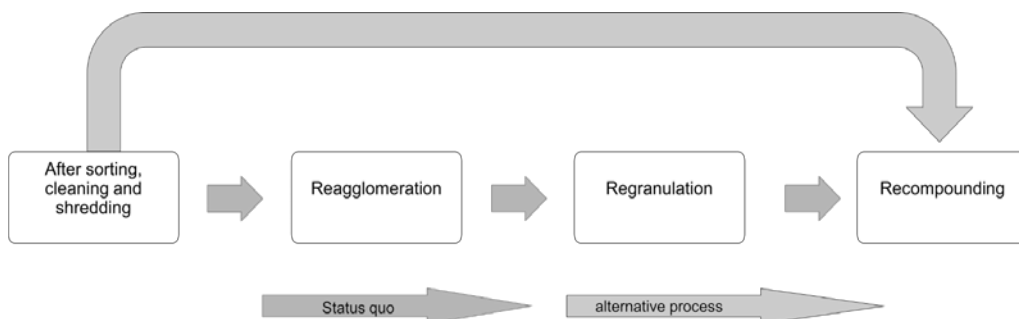 After sorting,
cleaning and
shredding
Reagglomeration
Regranulation
Recompounding
Status quo
alternative process